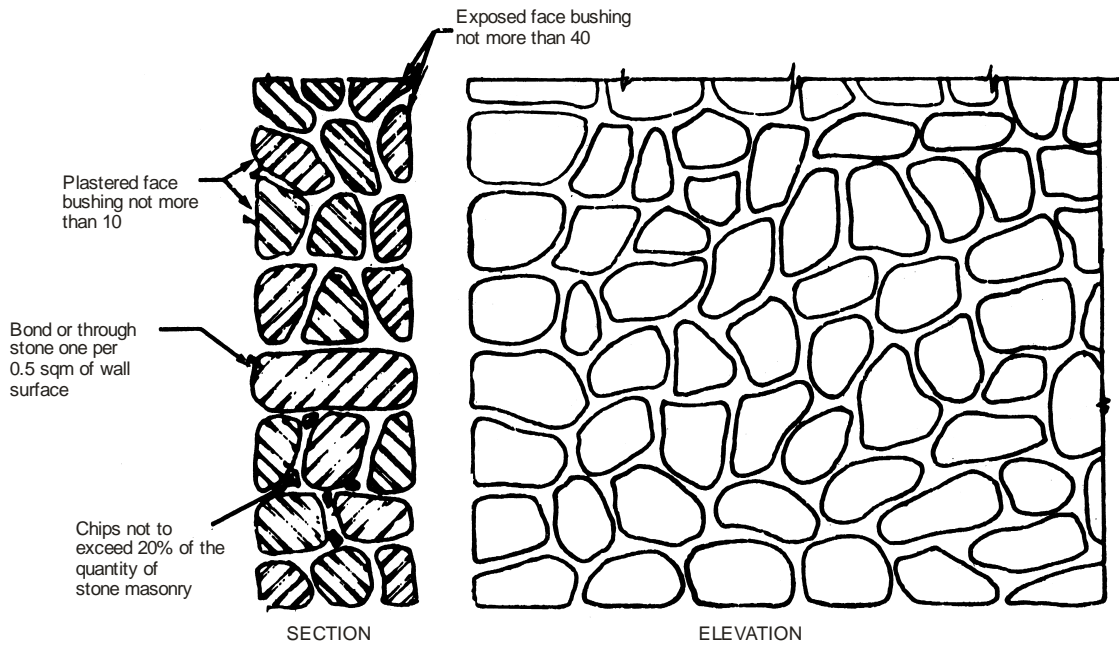 Exposed face bushing
not more than 40
Plastered face
bushing not more
than 10
Bond or through
stone one per
0.5 sqm of wall
surface
Chips not to
exceed 20% of the
quantity of
stone masonry
SECTION
ELEVATION